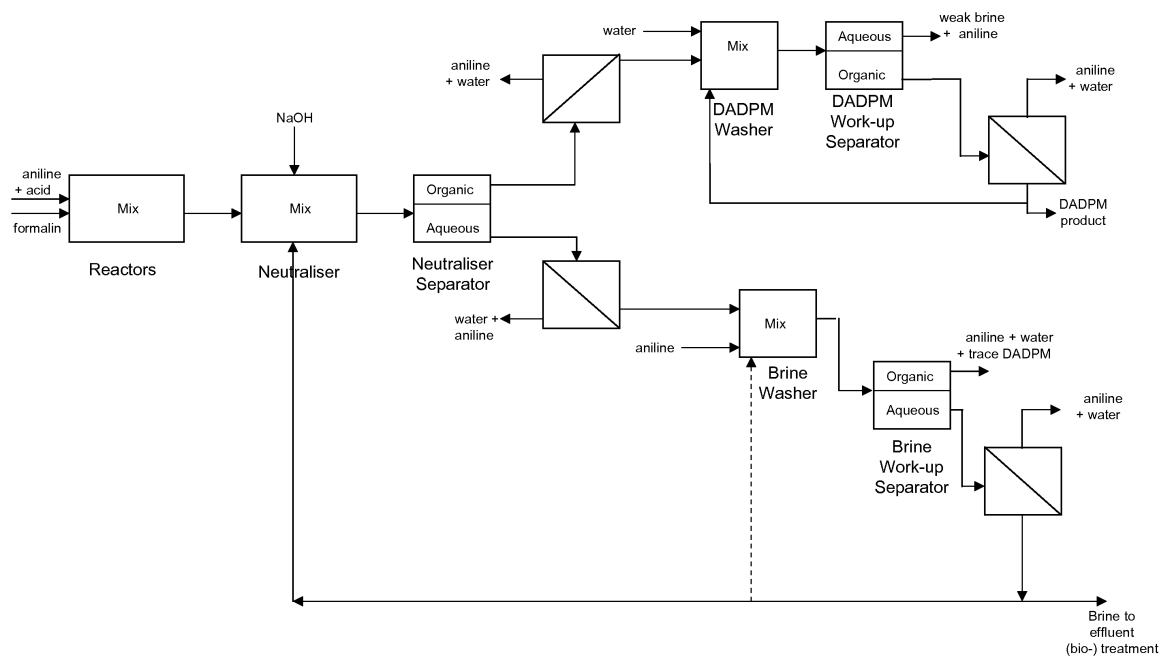 weak brine
+ aniline
water
Mix
Aqueous
Organic
aniline
+ water
aniline
+ water
DADPM
Washer
DADPM
Work-up
Separator
NaOH
aniline
+ acid
formalin
Mix
Mix
Organic
Aqueous
DADPM
product
Reactors
Neutraliser
Neutraliser
Separator
water +
aniline
aniline
Mix
Brine
Washer
aniline + water
+ trace DADPM
Organic
Aqueous
aniline
+ water
Brine
Work-up
Separator
Brine to
effluent
(bio-) treatment